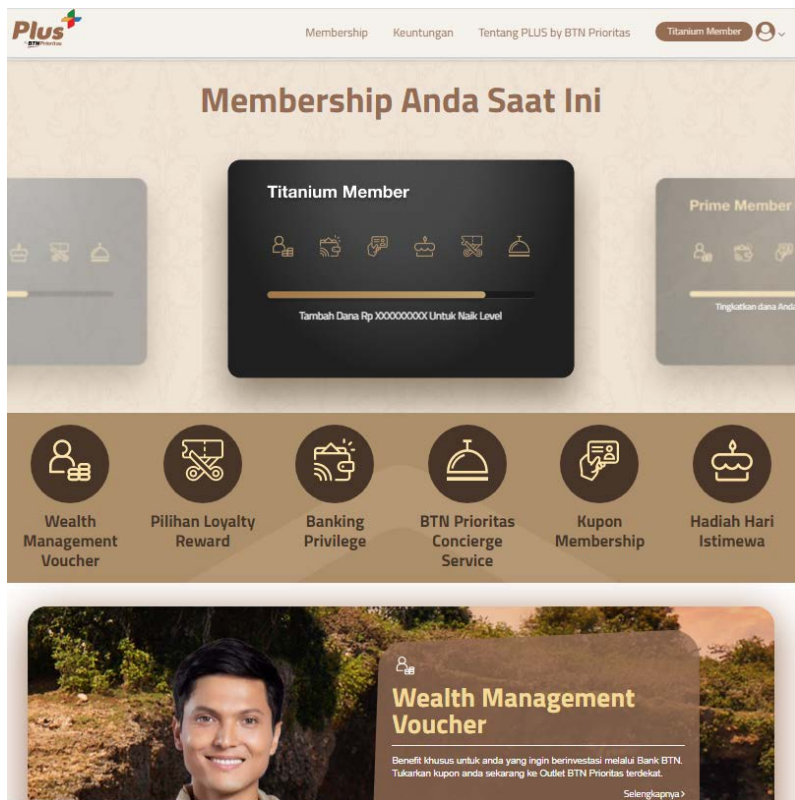 Plus
by BTN Prioritas
Membership Keuntungan Tentang PLUS by BTN Prioritas Titanium Member
Membership Anda Saat Ini
Titanium Member
Tambah Dana Rp XXXXXXXXX Untuk Naik Level
Prime Member
Tingkatkan dana Anda
Wealth
Management
Voucher
Pilihan Loyalty
Reward
Banking
Privilege
BTN Prioritas
Concierge
Service
Kupon
Membership
Hadiah Hari
Istimewa
Wealth Management
Voucher
Benefit khusus untuk anda yang ingin berinvestasi melalui Bank BTN.
Tukarkan kupon anda sekarang ke Outlet BTN Prioritas terdekat.
Selengkapnya >